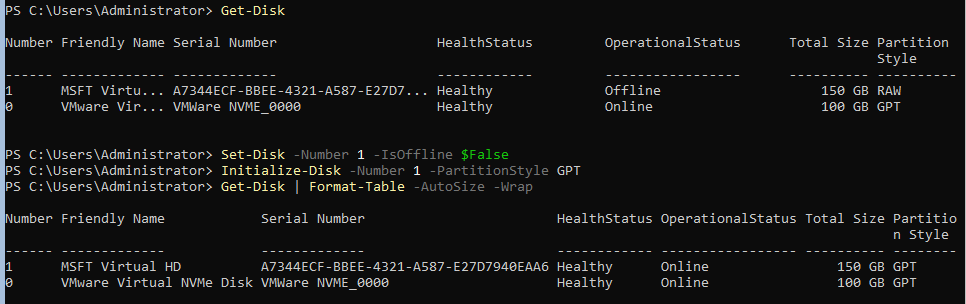 PS C:\Users\Administrator> Get-Disk
Number Friendly Name Serial Number HealthStatus OperationalStatus Total Size Partition
Style
------ ------------- ------------- ------------ ----------------- ---------- ----------
1 MSFT Virtu... A7344ECF-BBEE-4321-A587-E27D7... Healthy Offline 150 GB RAW
0 VMware Vir... VMWare NVME_0000 Healthy Online 100 GB GPT
PS C:\Users\Administrator> Set-Disk -Number 1 -IsOffline $False
PS C:\Users\Administrator> Initialize-Disk -Number 1 -PartitionStyle GPT
PS C:\Users\Administrator> Get-Disk | Format-Table -AutoSize -Wrap
Number Friendly Name Serial Number HealthStatus OperationalStatus Total Size Partitio
n Style
------ ------------- ------------- ------------ ----------------- ---------- --------
1 MSFT Virtual HD A7344ECF-BBEE-4321-A587-E27D7940EAA6 Healthy Online 150 GB GPT
0 VMware Virtual NVMe Disk VMWare NVME_0000 Healthy Online 100 GB GPT